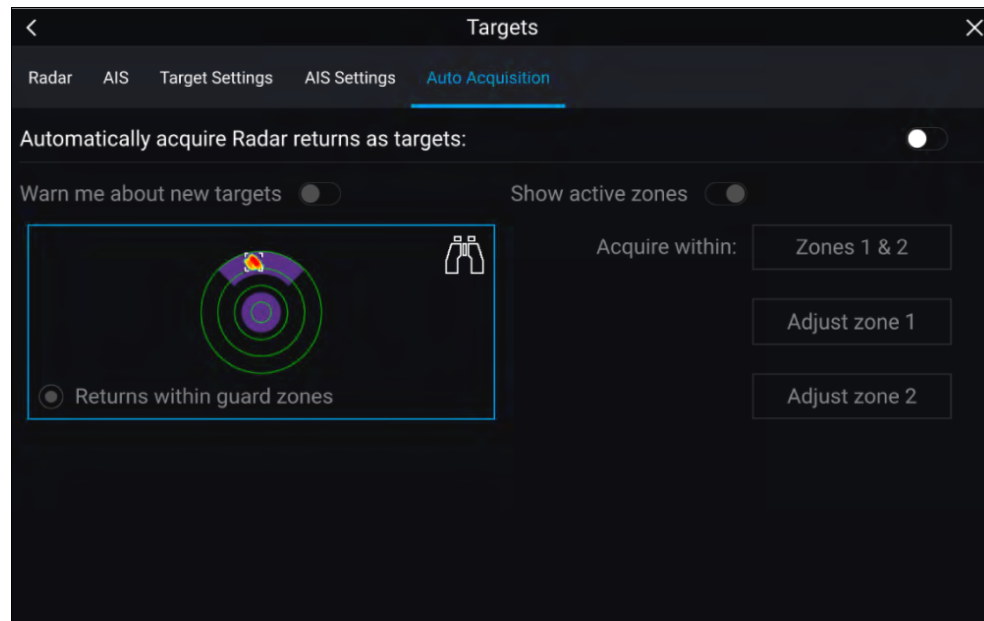 Targets
Radar AIS Target Settings AIS Settings Auto Acquisition
Automatically acquire Radar returns as targets:
Warn me about new targets Show active zones
Acquire within: Zones 1 & 2
Adjust zone 1
Returns within guard zones Adjust zone 2